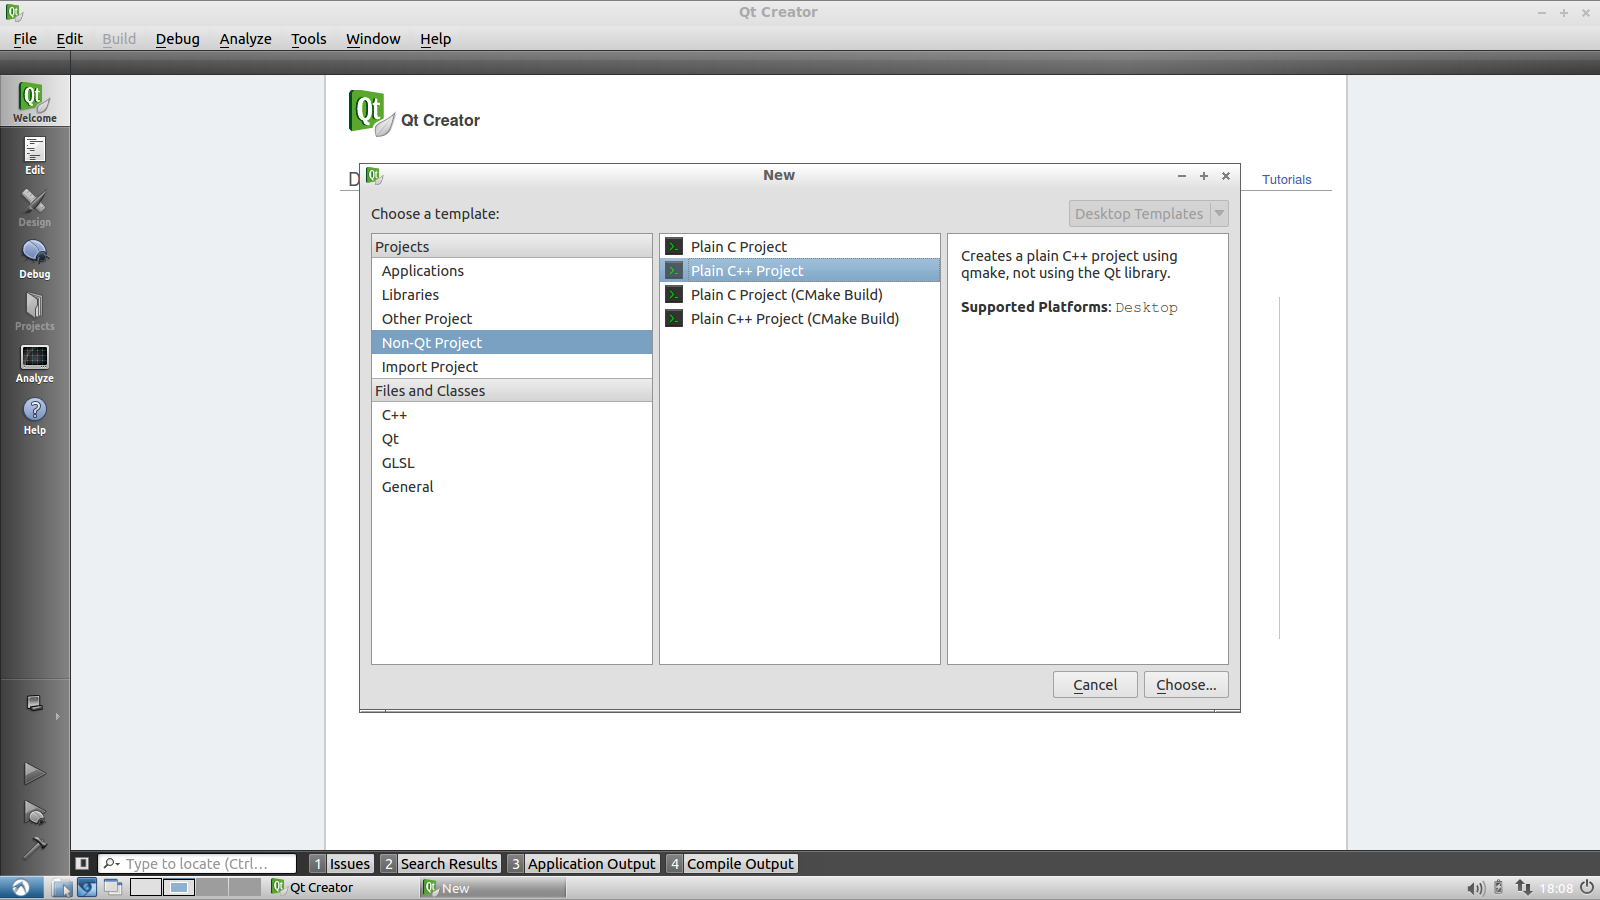 Qt Creator
File Edit Build Debug Analyze Tools Window Help
Qt
Welcome
Edit
Design
Debug
Projects
Analyze
Help
Qt Creator
D
Tutorials
New
Choose a template:
Desktop Templates
Projects
Applications
Libraries
Other Project
Non-Qt Project
Import Project
Files and Classes
C++
Qt
GLSL
General
Plain C Project
Plain C++ Project
Plain C Project (CMake Build)
Plain C++ Project (CMake Build)
Creates a plain C++ project using
qmake, not using the Qt library.
Supported Platforms: Desktop
Cancel Choose...
Type to locate (Ctrl... 1 Issues 2 Search Results 3 Application Output 4 Compile Output
Qt Creator New 18:08